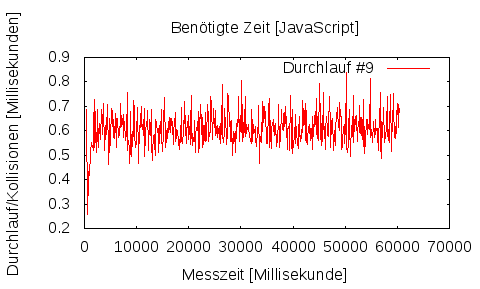 Benötigte Zeit [JavaScript]
Durchlauf/Kollisionen [Millisekunden]
Durchlauf #9
0.9
0.8
0.7
0.6
0.5
0.4
0.3
0.2
0 10000 20000 30000 40000 50000 60000 70000
Messzeit [Millisekunde]